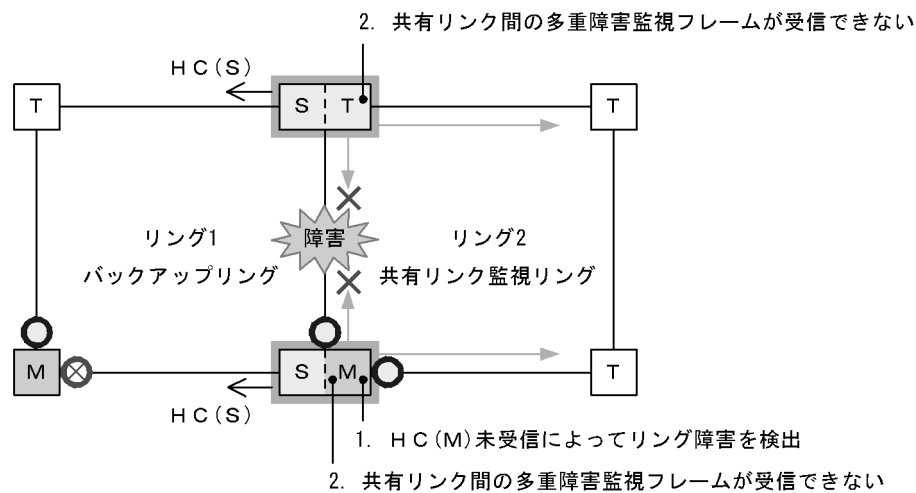 2. 共有リンク間の多重障害監視フレームが受信できない
HC(S)
T
S
T
T
障害
リング1
バックアップリング
リング2
共有リンク監視リング
M
S
M
T
HC(S)
1. HC(M)未受信によってリング障害を検出
2. 共有リンク間の多重障害監視フレームが受信できない